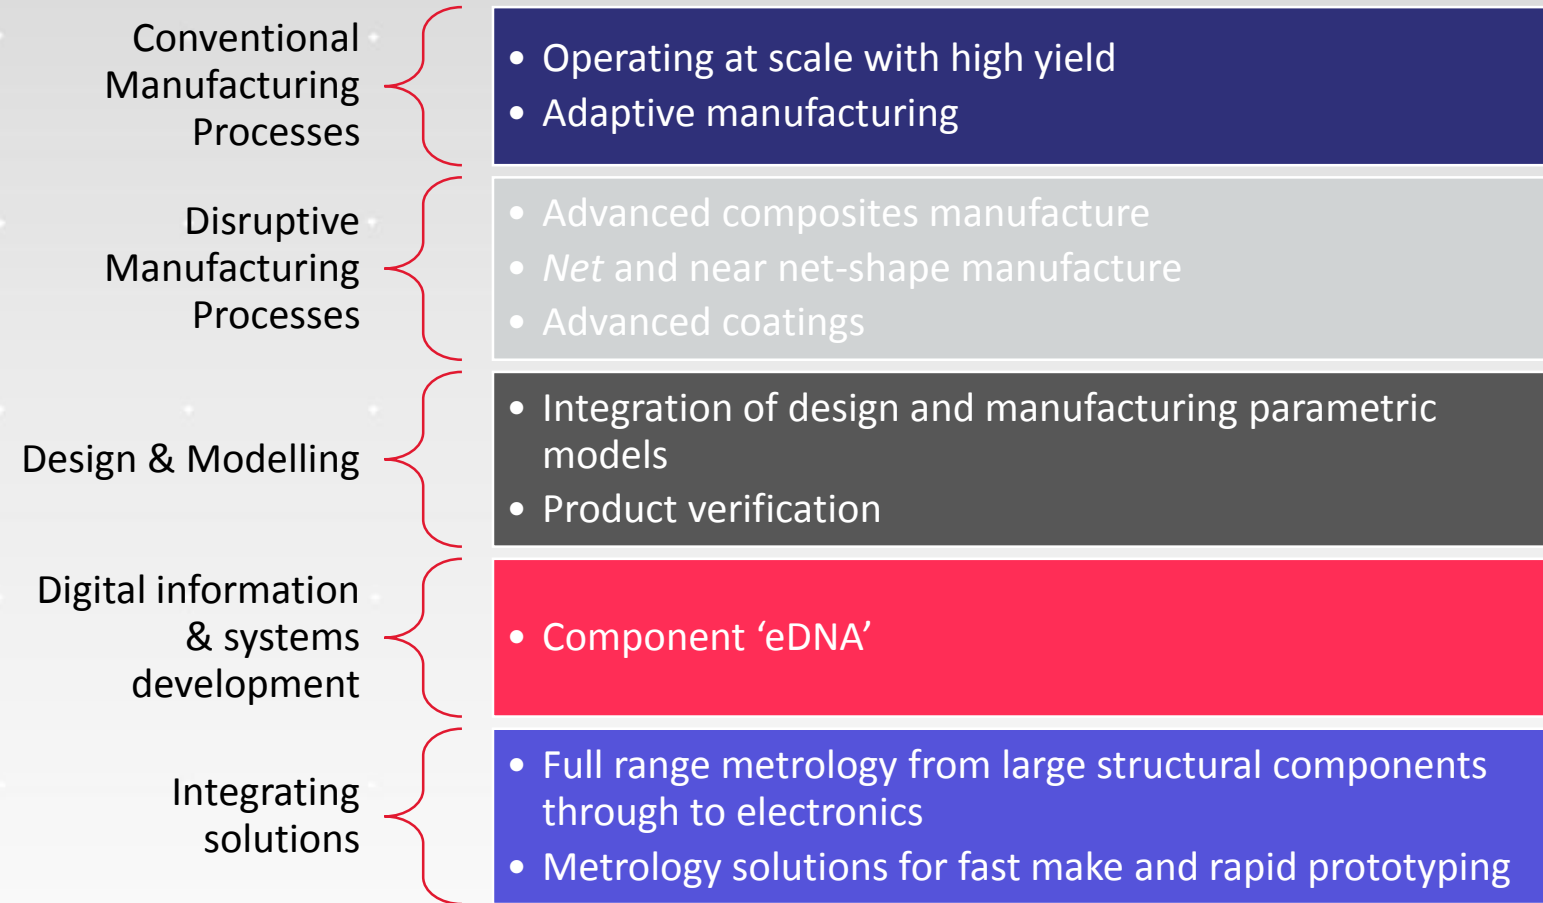 Conventional
Manufacturing
Processes
• Operating at scale with high yield
• Adaptive manufacturing
Disruptive
Manufacturing
Processes
• Advanced composites manufacture
• Net and near net-shape manufacture
• Advanced coatings
Design & Modelling
• Integration of design and manufacturing parametric
models
• Product verification
Digital information
& systems
development
• Component ‘eDNA’
Integrating
solutions
• Full range metrology from large structural components
through to electronics
• Metrology solutions for fast make and rapid prototyping